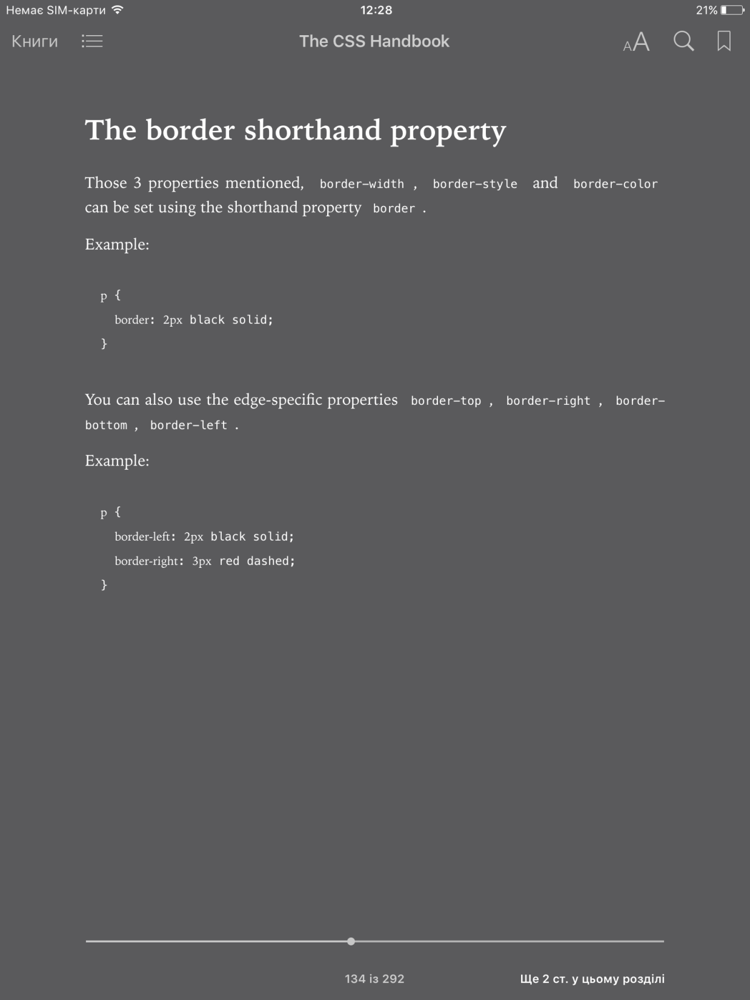 Немає SIM-карти 12:28 21%
Книги The CSS Handbook AA
The border shorthand property
Those 3 properties mentioned, border-width , border-style and border-color
can be set using the shorthand property border .
Example:
p {
border: 2px black solid;
}
You can also use the edge-specific properties border-top , border-right , border-
bottom , border-left .
Example:
p {
border-left: 2px black solid;
border-right: 3px red dashed;
}
134 із 292 Ще 2 ст. у цьому розділі